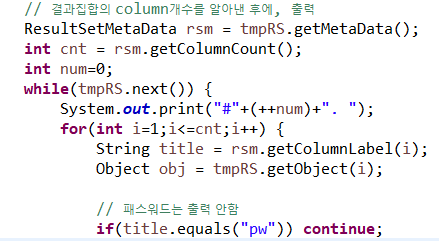 // 결과집합의 column개수를 알아낸 후에, 출력
ResultSetMetaData rsm = tmpRS.getMetaData();
int cnt = rsm.getColumnCount();
int num=0;
while(tmpRS.next()) {
System.out.print("#"+(++num)+". ");
for(int i=1;i<=cnt;i++) {
String title = rsm.getColumnLabel(i);
Object obj = tmpRS.getObject(i);
// 패스워드는 출력 안함
if(title.equals("pw")) continue;